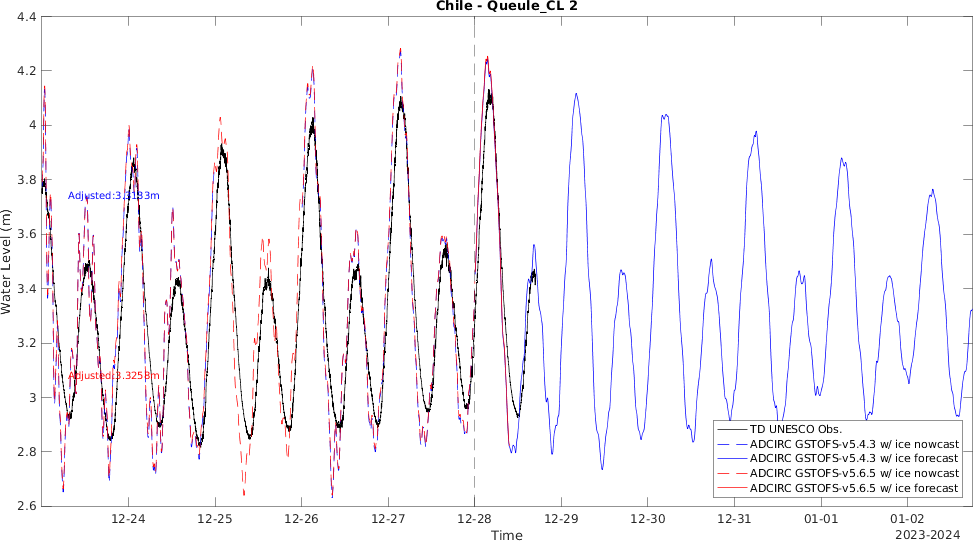 Chile - Queule_CL 2
4.4
4.2
4
3.8
3.6
3.4
3.2
3
2.8
2.6
Water Level (m)
Adjusted:3.3183m
Adjusted:3.3258m
TD UNESCO Obs.
ADCIRC GSTOFS-v5.4.3 w/ ice nowcast
ADCIRC GSTOFS-v5.4.3 w/ ice forecast
ADCIRC GSTOFS-v5.6.5 w/ ice nowcast
ADCIRC GSTOFS-v5.6.5 w/ ice forecast
12-24 12-25 12-26 12-27 12-28 12-29 12-30 12-31 01-01 01-02
Time
2023-2024